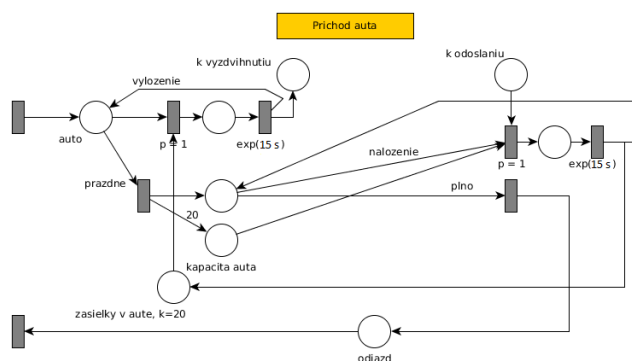 Prichod auta
k vyzdvihnutiu
k odoslaniu
vylozenie
auto
p = 1
exp(15 s)
nalozenie
p = 1
exp(15 s)
prazdne
plno
20
kapacita auta
zasielky v aute, k=20
odjazd